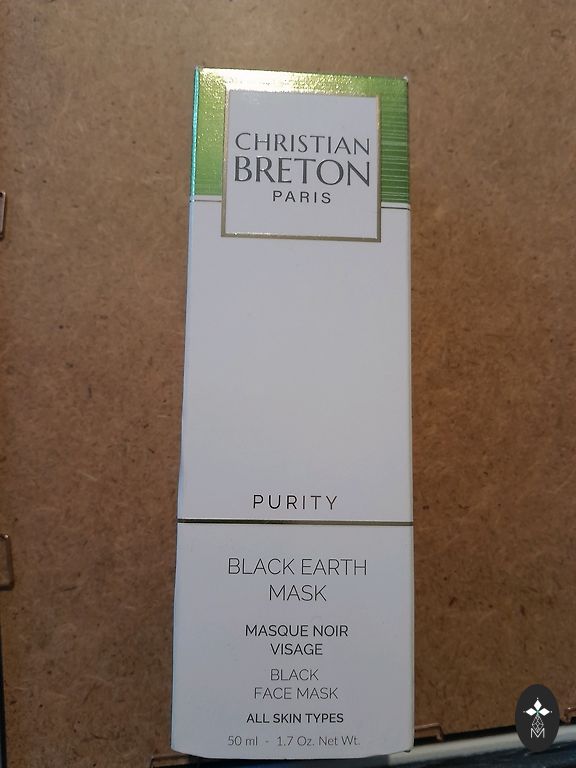 CHRISTIAN
BRETON
PARIS
PURITY
BLACK EARTH
MASK
MASQUE NOIR
VISAGE
BLACK
FACE MASK
ALL SKIN TYPES
50 ml - 1.7 Oz. Net Wt.